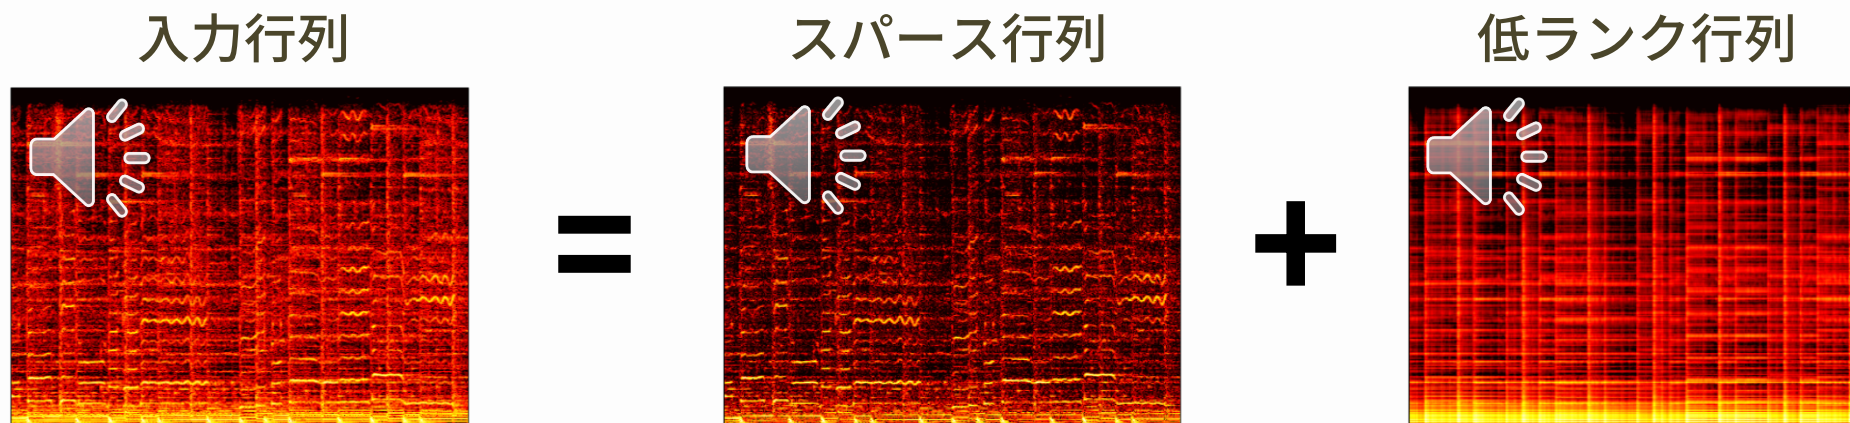 入力行列
スパース行列
低ランク行列
=
+